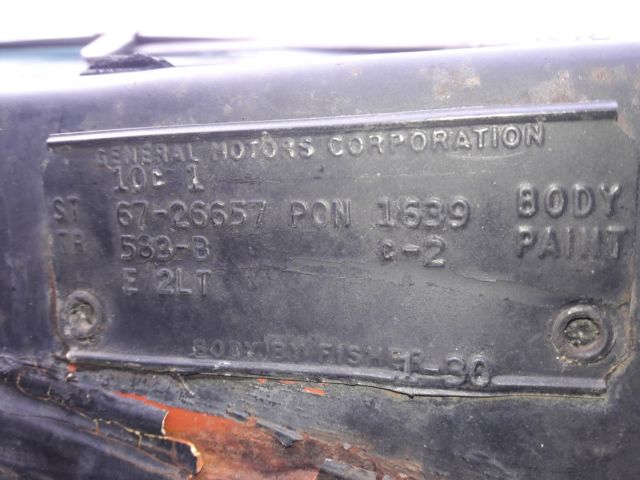 GENERAL MOTORS CORPORATION
10C 1
ST 67-26657 PON 1639 BODY
TR 583-B C-2 PAINT
E 2LT
BODY BY FISHER
-30